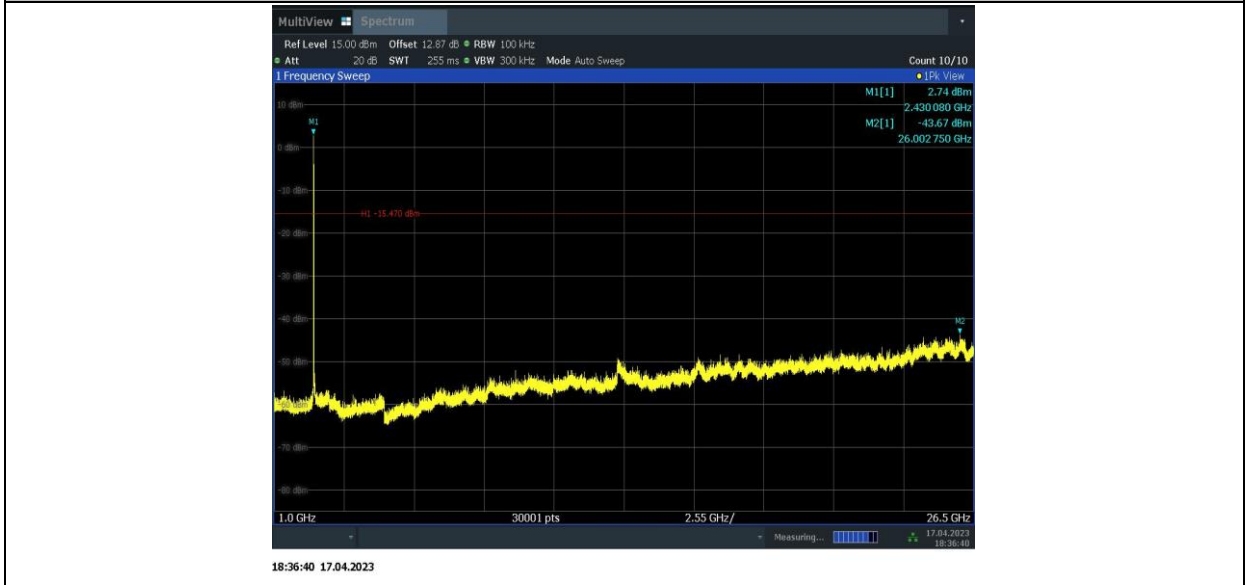 MultiView Spectrum
Ref Level 15.00 dBm Offset 12.87 dB RBW 100 kHz
Att 20 dB SWT 255 ms VBW 300 kHz Mode Auto Sweep Count 10/10
1 Frequency Sweep 1Pk View
M1[1] 2.74 dBm
2.430 080 GHz
M2[1] -43.67 dBm
26.002 750 GHz
10 dBm
M1
0 dBm
-10 dBm
H1 -15.470 dBm
-20 dBm
-30 dBm
-40 dBm
M2
-50 dBm
-60 dBm
-70 dBm
-80 dBm
1.0 GHz 30001 pts 2.55 GHz/ 26.5 GHz
Measuring... 17.04.2023
18:36:40
18:36:40 17.04.2023